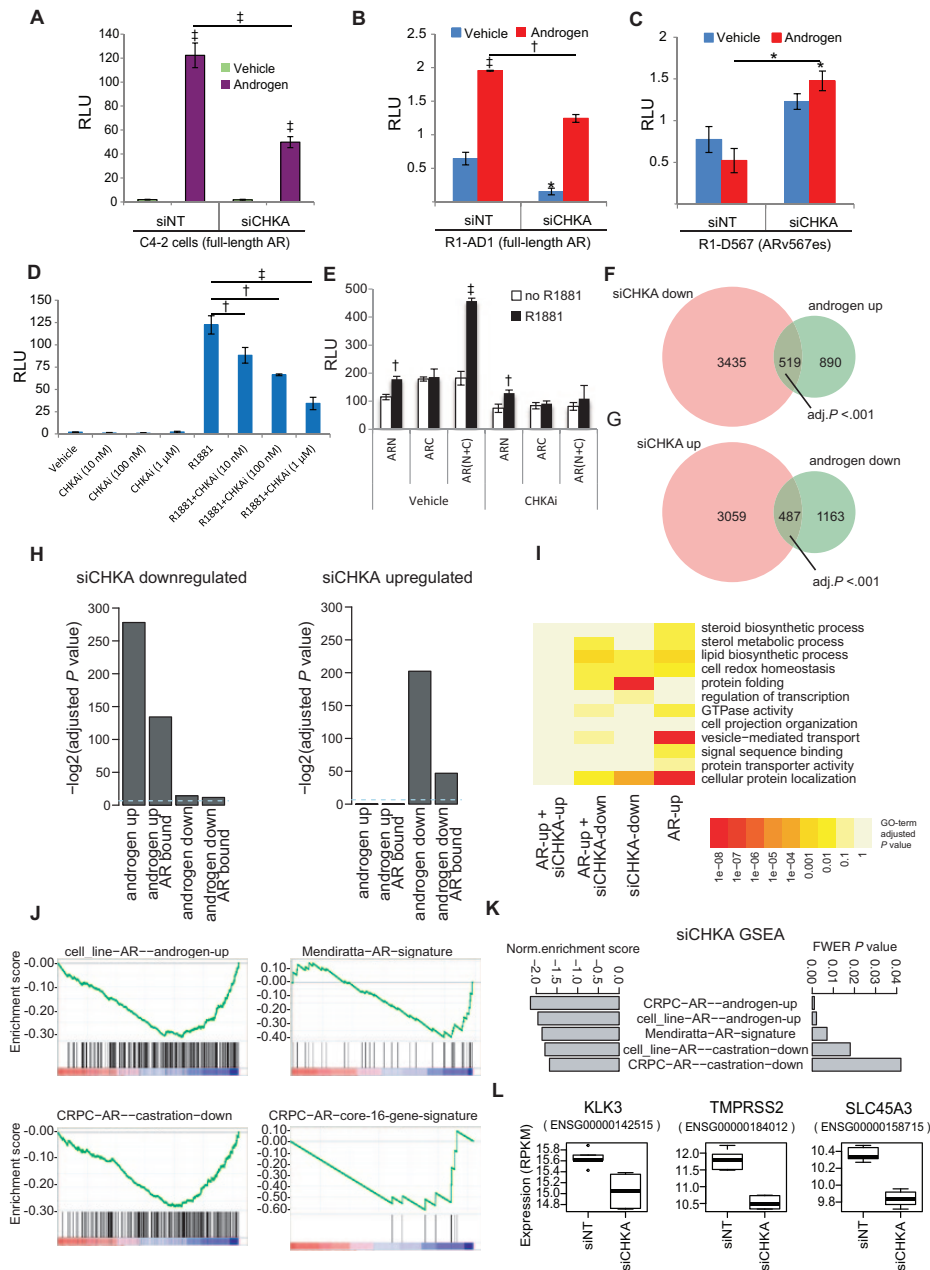 A
‡
140
120
100
80
60
40
20
0
RLU
‡
‡
Vehicle
Androgen
siNT
siCHKA
C4-2 cells (full-length AR)
B
Vehicle
Androgen
2.5
2
1.5
1
0.5
0
RLU
‡
†
*
siNT
siCHKA
R1-AD1 (full-length AR)
C
Vehicle
Androgen
2
1.5
1
0.5
RLU
*
*
siNT
siCHKA
R1-D567 (ARv567es)
D
‡
†
†
150
125
100
75
50
25
0
RLU
Vehicle
CHKAi (10 nM)
CHKAi (100 nM)
CHKAi (1 µM)
R1881
R1881+CHKAi (10 nM)
R1881+CHKAi (100 nM)
R1881+CHKAi (1 µM)
E
no R1881
R1881
500
400
300
200
100
0
RLU
†
‡
†
ARN
ARC
AR(N+C)
ARN
ARC
AR(N+C)
Vehicle
CHKAi
F
siCHKA down
androgen up
3435
519
890
adj.P <.001
G
siCHKA up
androgen down
3059
487
1163
adj.P <.001
H
siCHKA downregulated
300
250
200
150
100
50
0
−log2(adjusted P value)
androgen up
androgen up
AR bound
androgen down
androgen down
AR bound
siCHKA upregulated
300
250
200
150
100
50
0
−log2(adjusted P value)
androgen up
androgen up
AR bound
androgen down
androgen down
AR bound
I
steroid biosynthetic process
sterol metabolic process
lipid biosynthetic process
cell redox homeostasis
protein folding
regulation of transcription
GTPase activity
cell projection organization
vesicle−mediated transport
signal sequence binding
protein transporter activity
cellular protein localization
AR−up +
siCHKA−up
AR−up +
siCHKA−down
siCHKA−down
AR−up
GO−term
adjusted
P value
1e−08
1e−07
1e−06
1e−05
1e−04
0.001
0.01
0.1
1
J
cell_line−AR−−androgen−up
Enrichment score
-0.00
-0.10
-0.20
-0.30
Mendiratta−AR−signature
0.10
0.00
-0.10
-0.20
-0.30
-0.40
CRPC−AR−−castration−down
Enrichment score
-0.00
-0.10
-0.20
-0.30
CRPC−AR−core−16−gene−signature
0.10
0.00
-0.10
-0.20
-0.30
-0.40
-0.50
-0.60
K
siCHKA GSEA
Norm.enrichment score
−2.0
−1.5
−1.0
−0.5
0.0
FWER P value
0.00
0.01
0.02
0.03
0.04
CRPC−AR−−androgen−up
cell_line−AR−−androgen−up
Mendiratta−AR−signature
cell_line−AR−−castration−down
CRPC−AR−−castration−down
L
KLK3
( ENSG00000142515 )
Expression (RPKM)
15.6
15.3
15.0
14.8
siNT
siCHKA
TMPRSS2
( ENSG00000184012 )
12.0
11.5
11.0
10.5
siNT
siCHKA
SLC45A3
( ENSG00000158715 )
10.4
10.2
10.0
9.8
siNT
siCHKA